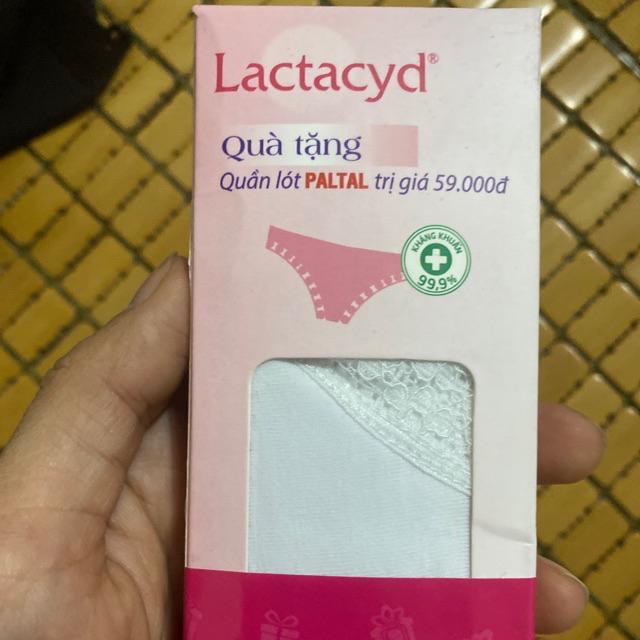 Lactacyd®
Quà tặng
Quần lót PALTAL trị giá 59.000đ
KHÁNG KHUẨN
99,9%